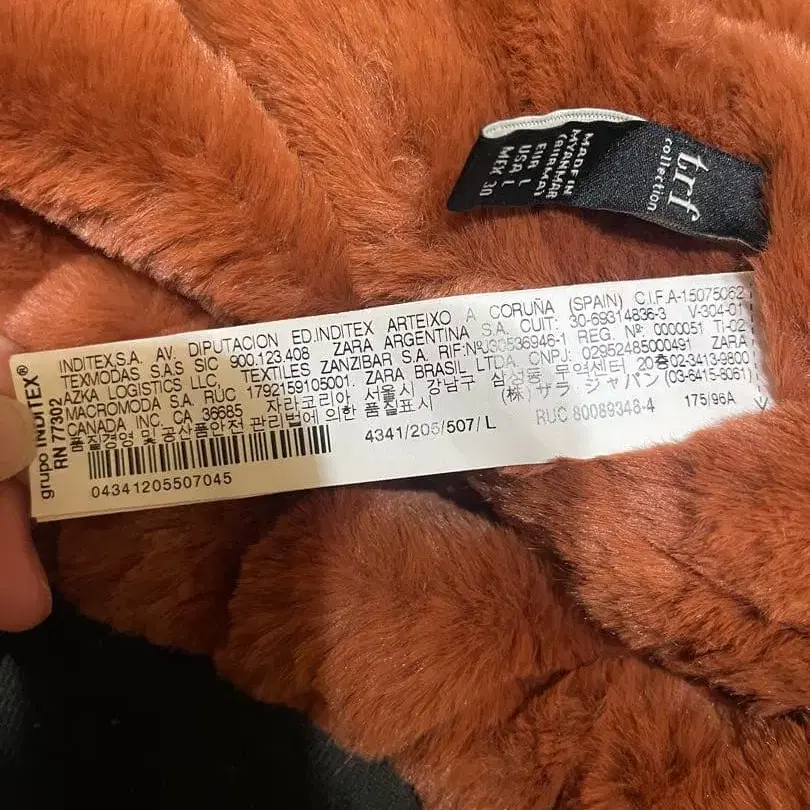 trf
collection
MADE IN
MYANMAR
(BIRMA)
EUR L
USA L
MEX 30
grupo INDITEX®
RN 77302
INDITEX,S.A. AV. DIPUTACION ED.INDITEX ARTEIXO A CORUÑA (SPAIN) C.I.F.A-15075062
TEXMODAS S.A.S SIC 900.123.408 ZARA ARGENTINA S.A. CUIT: 30-69314836-3 V-304-01
AZKA LOGISTICS LLC, TEXTILES ZANZIBAR S.A. RIF:NºJ30536946-1 REG. Nº: 0000051 TI-02
MACROMODA S.A. RUC 1792159105001. ZARA BRASIL LTDA. CNPJ: 02952485000491 ZARA
CANADA INC. CA 36685 자라코리아, 서울시 강남구 삼성동 무역센터 20층02-3413-9800
품질경영 및 공산품안전 관리법에 의한 품질표시 (株) ザラ ジャパン (03-6415-8061)
4341/205/507/L RUC 80089348-4 175/96A
04341205507045